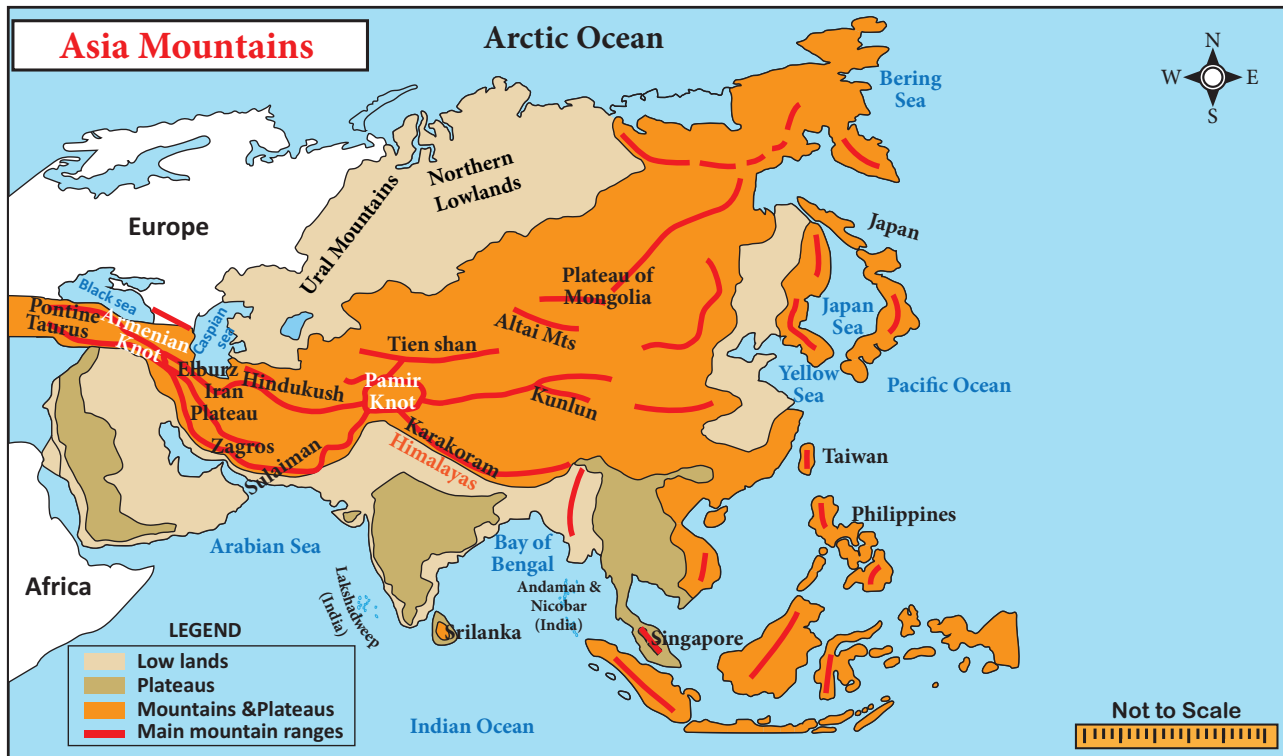 Asia Mountains
Arctic Ocean
N
W
E
S
Bering
Sea
Northern
Lowlands
Ural Mountains
Europe
Japan
Black sea
Caspian
sea
Plateau of
Mongolia
Japan
Sea
Pontine
Taurus
Armenian
Knot
Altai Mts
Tien shan
Elburz
Iran
Plateau
Hindukush
Pamir
Knot
Kunlun
Yellow
Sea
Pacific Ocean
Zagros
Sulaiman
Karakoram
Himalayas
Taiwan
Philippines
Arabian Sea
Bay of
Bengal
Africa
Lakshadweep
(India)
Andaman &
Nicobar
(India)
Srilanka
Singapore
LEGEND
Low lands
Plateaus
Mountains &Plateaus
Main mountain ranges
Indian Ocean
Not to Scale